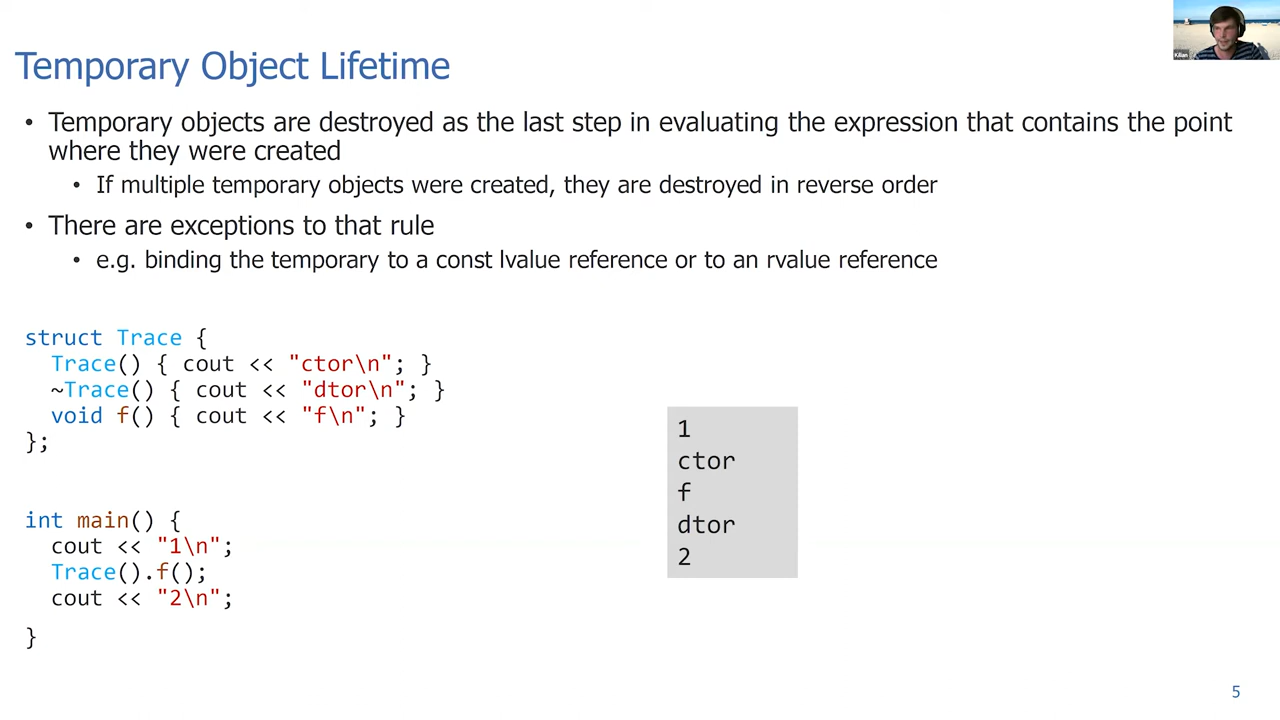 Temporary Object Lifetime
• Temporary objects are destroyed as the last step in evaluating the expression that contains the point
where they were created
• If multiple temporary objects were created, they are destroyed in reverse order
• There are exceptions to that rule
• e.g. binding the temporary to a const lvalue reference or to an rvalue reference
struct Trace {
Trace() { cout << "ctor\n"; }
~Trace() { cout << "dtor\n"; }
void f() { cout << "f\n"; }
};
int main() {
cout << "1\n";
Trace().f();
cout << "2\n";
}
1
ctor
f
dtor
2
Kilian
5